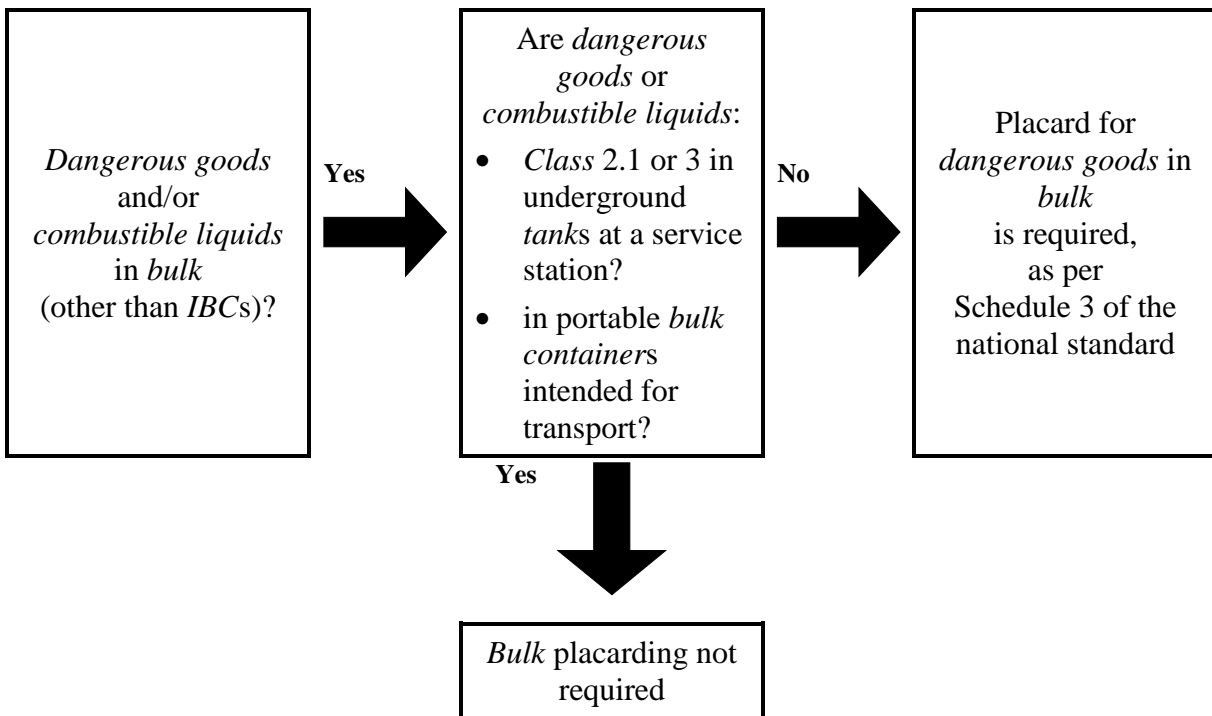 Dangerous goods
and/or
combustible liquids
in bulk
(other than IBCs)?
Yes
Are dangerous
goods or
combustible liquids:
• Class 2.1 or 3 in
underground
tanks at a service
station?
• in portable bulk
containers
intended for
transport?
No
Placard for
dangerous goods in
bulk
is required,
as per
Schedule 3 of the
national standard
Yes
Bulk placarding not
required